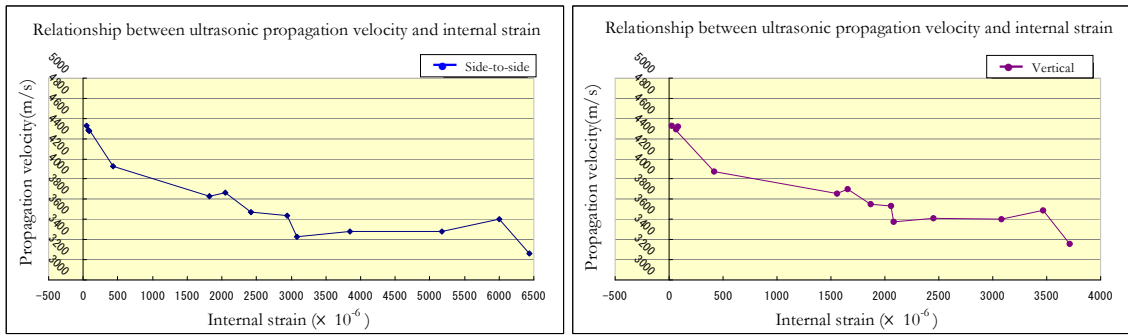 Relationship between ultrasonic propagation velocity and internal strain
Side-to-side
Propagation velocity(m/s)
5000
4800
4600
4400
4200
4000
3800
3600
3400
3200
3000
-500 0 500 1000 1500 2000 2500 3000 3500 4000 4500 5000 5500 6000 6500
Internal strain (× 10-6)
Relationship between ultrasonic propagation velocity and internal strain
Vertical
Propagation velocity(m/s)
5000
4800
4600
4400
4200
4000
3800
3600
3400
3200
3000
-500 0 500 1000 1500 2000 2500 3000 3500 4000
Internal strain (× 10-6)